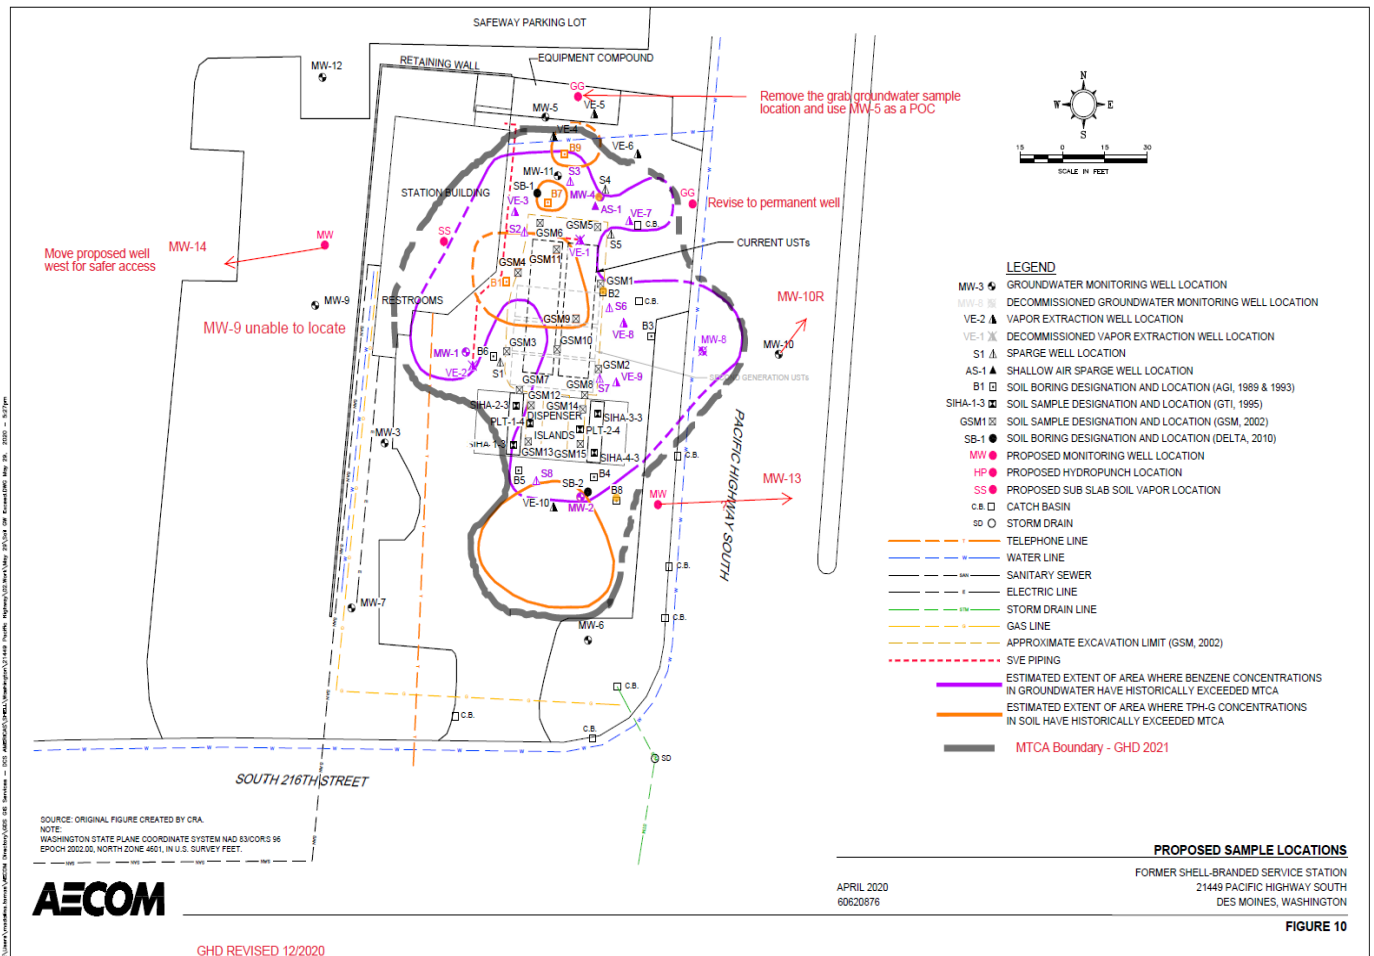 SAFEWAY PARKING LOT
RETAINING WALL
EQUIPMENT COMPOUND
MW-12
GG
VE-5
MW-5
Remove the grab groundwater sample
location and use MW-5 as a POC
N
W
E
S
15
0
15
30
SCALE IN FEET
VE-4
VE-6
B9
MW-11
S3
S4
SB-1
B7
MW-4
STATION BUILDING
VE-3
AS-1
VE-7
C.B.
GG
Revise to permanent well
S2
GSM6
GSM5
S5
VE-1
CURRENT USTs
SS
MW-14
MW
Move proposed well
west for safer access
GSM11
GSM4
B1
GSM1
B2
C.B.
S6
MW-9
RESTROOMS
MW-9 unable to locate
GSM9
VE-8
B3
MW-10R
MW-8
MW-10
MW-1
B6
GSM3
GSM10
VE-2
S1
GSM2
GENERATION USTs
GSM7
GSM8
S7
VE-9
GSM12
SIHA-2-3
GSM14
DISPENSER
SIHA-3-3
PLT-1-4
PLT-2-4
ISLANDS
MW-3
SIHA-1-3
GSM13
GSM15
SIHA-4-3
PACIFIC HIGHWAY SOUTH
C.B.
B5
S8
SB-2
B4
B8
VE-10
MW-2
MW
MW-13
C.B.
MW-7
C.B.
MW-6
C.B.
C.B.
C.B.
SD
SOUTH 216TH STREET
LEGEND
MW-3 GROUNDWATER MONITORING WELL LOCATION
MW-8 DECOMMISSIONED GROUNDWATER MONITORING WELL LOCATION
VE-2 VAPOR EXTRACTION WELL LOCATION
VE-1 DECOMMISSIONED VAPOR EXTRACTION WELL LOCATION
S1 SPARGE WELL LOCATION
AS-1 SHALLOW AIR SPARGE WELL LOCATION
B1 SOIL BORING DESIGNATION AND LOCATION (AGI, 1989 & 1993)
SIHA-1-3 SOIL SAMPLE DESIGNATION AND LOCATION (GTI, 1995)
GSM1 SOIL SAMPLE DESIGNATION AND LOCATION (GSM, 2002)
SB-1 SOIL BORING DESIGNATION AND LOCATION (DELTA, 2010)
MW PROPOSED MONITORING WELL LOCATION
HP PROPOSED HYDROPUNCH LOCATION
SS PROPOSED SUB SLAB SOIL VAPOR LOCATION
C.B. CATCH BASIN
SD STORM DRAIN
TELEPHONE LINE
W WATER LINE
SAN SANITARY SEWER
E ELECTRIC LINE
STM STORM DRAIN LINE
G GAS LINE
APPROXIMATE EXCAVATION LIMIT (GSM, 2002)
SVE PIPING
ESTIMATED EXTENT OF AREA WHERE BENZENE CONCENTRATIONS
IN GROUNDWATER HAVE HISTORICALLY EXCEEDED MTCA
ESTIMATED EXTENT OF AREA WHERE TPH-G CONCENTRATIONS
IN SOIL HAVE HISTORICALLY EXCEEDED MTCA
MTCA Boundary - GHD 2021
SOURCE: ORIGINAL FIGURE CREATED BY CRA.
NOTE:
WASHINGTON STATE PLANE COORDINATE SYSTEM NAD 83/CORS 96
EPOCH 2002.00, NORTH ZONE 4601, IN U.S. SURVEY FEET.
AECOM
PROPOSED SAMPLE LOCATIONS
FORMER SHELL-BRANDED SERVICE STATION
21449 PACIFIC HIGHWAY SOUTH
DES MOINES, WASHINGTON
APRIL 2020
60620876
FIGURE 10
GHD REVISED 12/2020